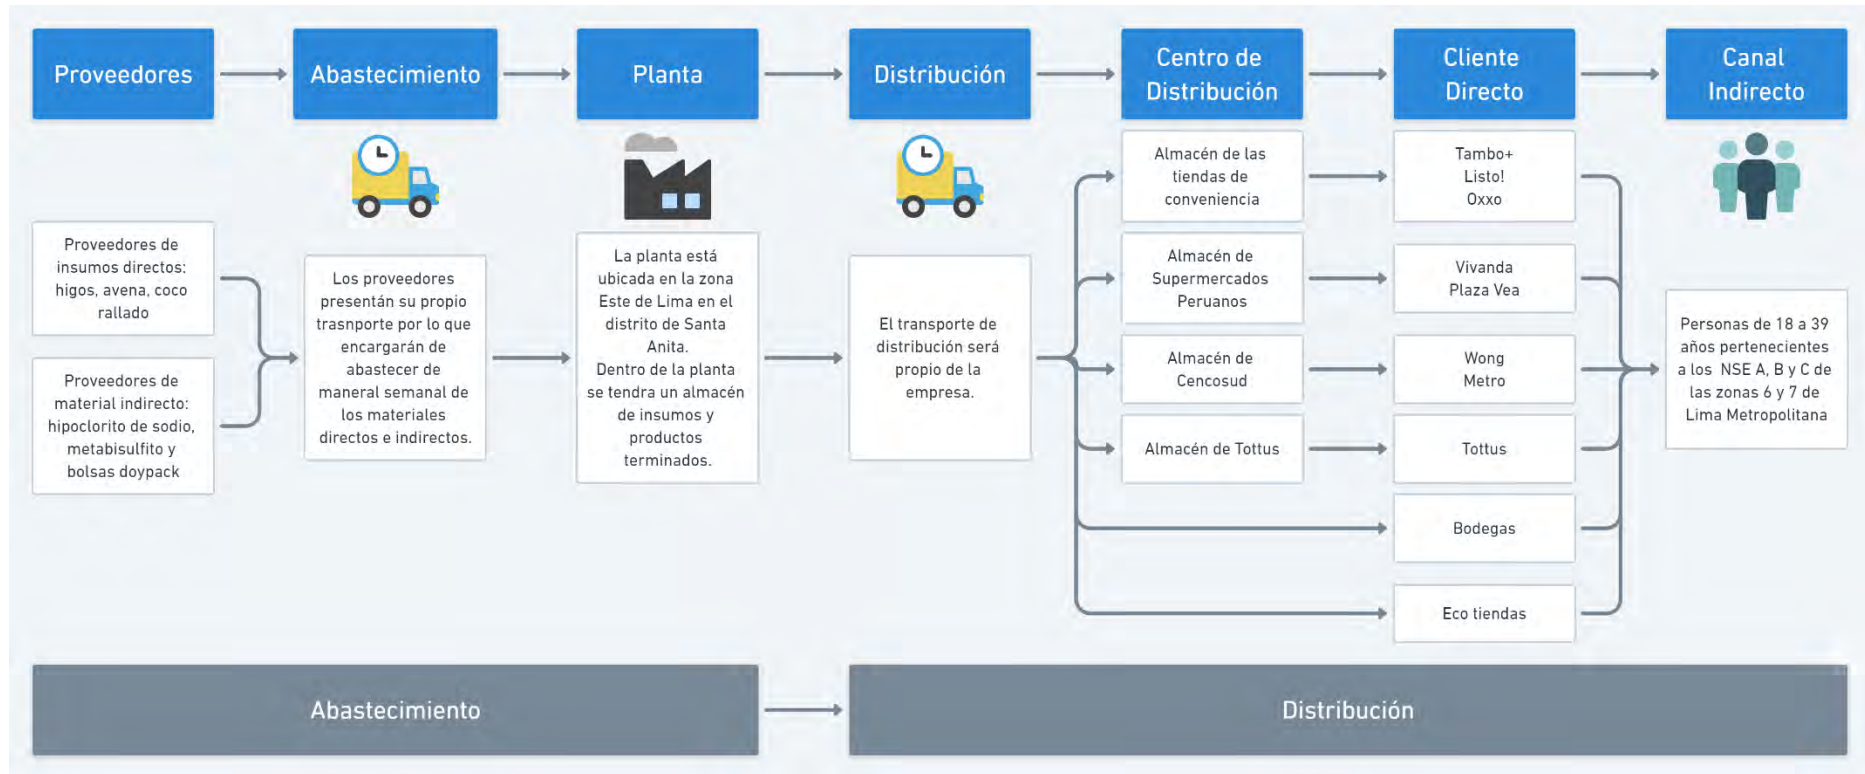 Proveedores
Abastecimiento
Planta
Distribución
Centro de
Distribución
Cliente
Directo
Canal
Indirecto
Proveedores de
insumos directos:
higos, avena, coco
rallado
Proveedores de
material indirecto:
hipoclorito de sodio,
metabisulfito y
bolsas doypack
Los proveedores
presentán su propio
trasnporte por lo que
encargarán de
abastecer de
maneral semanal de
los materiales
directos e indirectos.
La planta está
ubicada en la zona
Este de Lima en el
distrito de Santa
Anita.
Dentro de la planta
se tendra un almacén
de insumos y
productos
terminados.
El transporte de
distribución será
propio de la
empresa.
Almacén de las
tiendas de
conveniencia
Almacén de
Supermercados
Peruanos
Almacén de
Cencosud
Almacén de Tottus
Tambo+
Listo!
Oxxo
Vivanda
Plaza Vea
Wong
Metro
Tottus
Bodegas
Eco tiendas
Personas de 18 a 39
años pertenecientes
a los NSE A, B y C de
las zonas 6 y 7 de
Lima Metropolitana
Abastecimiento
Distribución